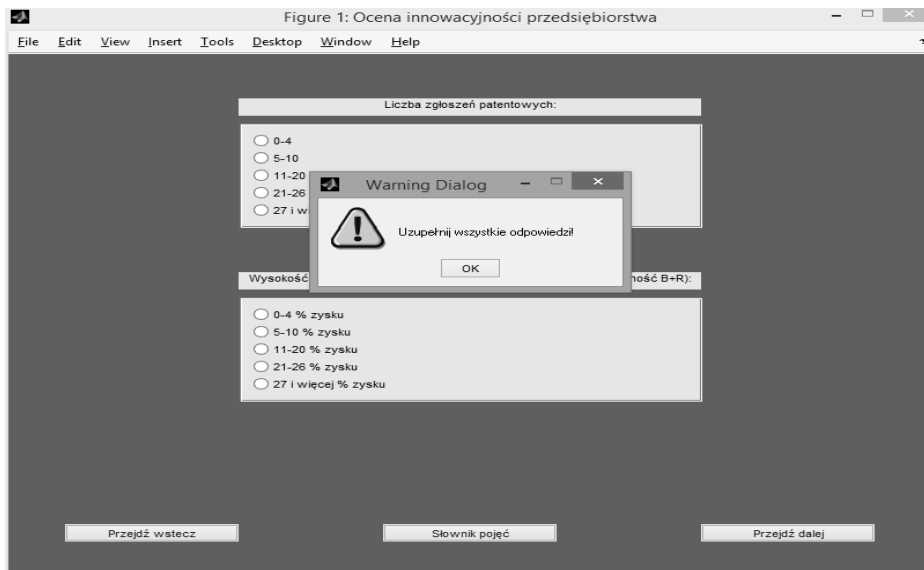 Figure 1: Ocena innowacyjności przedsiębiorstwa
File Edit View Insert Tools Desktop Window Help
Liczba zgłoszeń patentowych:
0-4
5-10
11-20
21-26
27 i
Warning Dialog
Uzupełnij wszystkie odpowiedzi!
OK
Wysokość
B+R):
0-4 % zysku
5-10 % zysku
11-20 % zysku
21-26 % zysku
27 i więcej % zysku
Przejdź wstecz Słownik pojęć Przejdź dalej